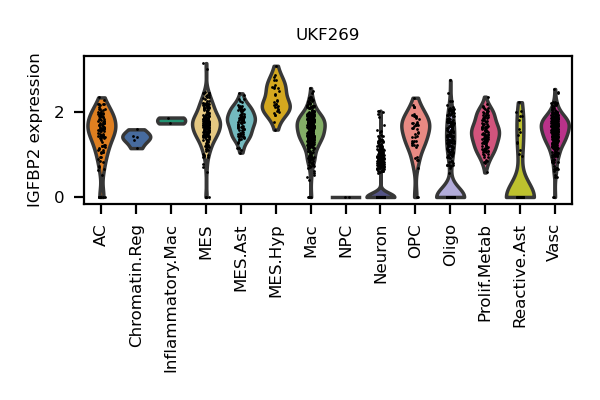 UKF269
IGFBP2 expression
2
0
AC
Chromatin.Reg
Inflammatory.Mac
MES
MES.Ast
MES.Hyp
Mac
NPC
Neuron
OPC
Oligo
Prolif.Metab
Reactive.Ast
Vasc